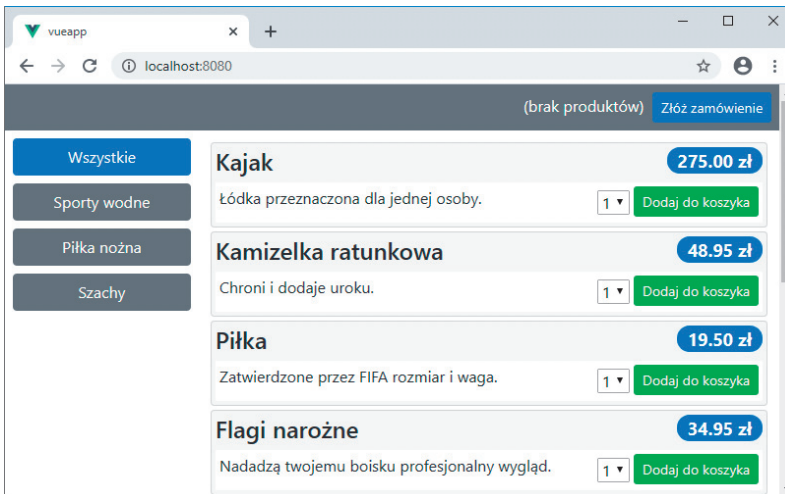 vueapp
localhost:8080
(brak produktów) Złóż zamówienie
Wszystkie
Sporty wodne
Piłka nożna
Szachy
Kajak 275.00 zł
Łódka przeznaczona dla jednej osoby. 1 Dodaj do koszyka
Kamizelka ratunkowa 48.95 zł
Chroni i dodaje uroku. 1 Dodaj do koszyka
Piłka 19.50 zł
Zatwierdzone przez FIFA rozmiar i waga. 1 Dodaj do koszyka
Flagi narożne 34.95 zł
Nadadzą twojemu boisku profesjonalny wygląd. 1 Dodaj do koszyka